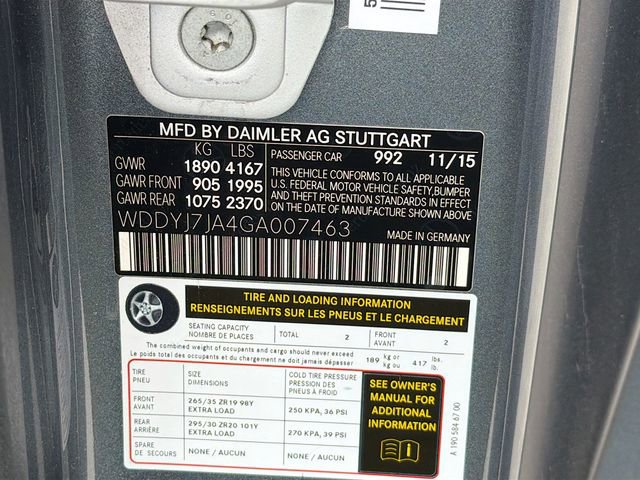 MFD BY DAIMLER AG STUTTGART
KG LBS
GVWR 1890 4167
GAWR FRONT 905 1995
GAWR REAR 1075 2370
PASSENGER CAR 992 11/15
THIS VEHICLE CONFORMS TO ALL APPLICABLE
U.S. FEDERAL MOTOR VEHICLE SAFETY,BUMPER
AND THEFT PREVENTION STANDARDS IN EFFECT
ON THE DATE OF MANUFACTURE SHOWN ABOVE.
WDDYJ7JA4GA007463
MADE IN GERMANY
TIRE AND LOADING INFORMATION
RENSEIGNEMENTS SUR LES PNEUS ET LE CHARGEMENT
SEATING CAPACITY
NOMBRE DE PLACES
TOTAL 2
FRONT
AVANT 2
The combined weight of occupants and cargo should never exceed
Le poids total des occupants et du chargement ne doit jamais dépasser
189 kg or
kg ou
417 lbs.
lb.
TIRE
PNEU
SIZE
DIMENSIONS
COLD TIRE PRESSURE
PRESSION DES
PNEUS À FROID
FRONT
AVANT
265/35 ZR19 98Y
EXTRA LOAD
250 KPA, 36 PSI
REAR
ARRIÈRE
295/30 ZR20 101Y
EXTRA LOAD
270 KPA, 39 PSI
SPARE
DE SECOURS
NONE / AUCUN
NONE / AUCUN
SEE OWNER'S
MANUAL FOR
ADDITIONAL
INFORMATION
A 190 584 67 00